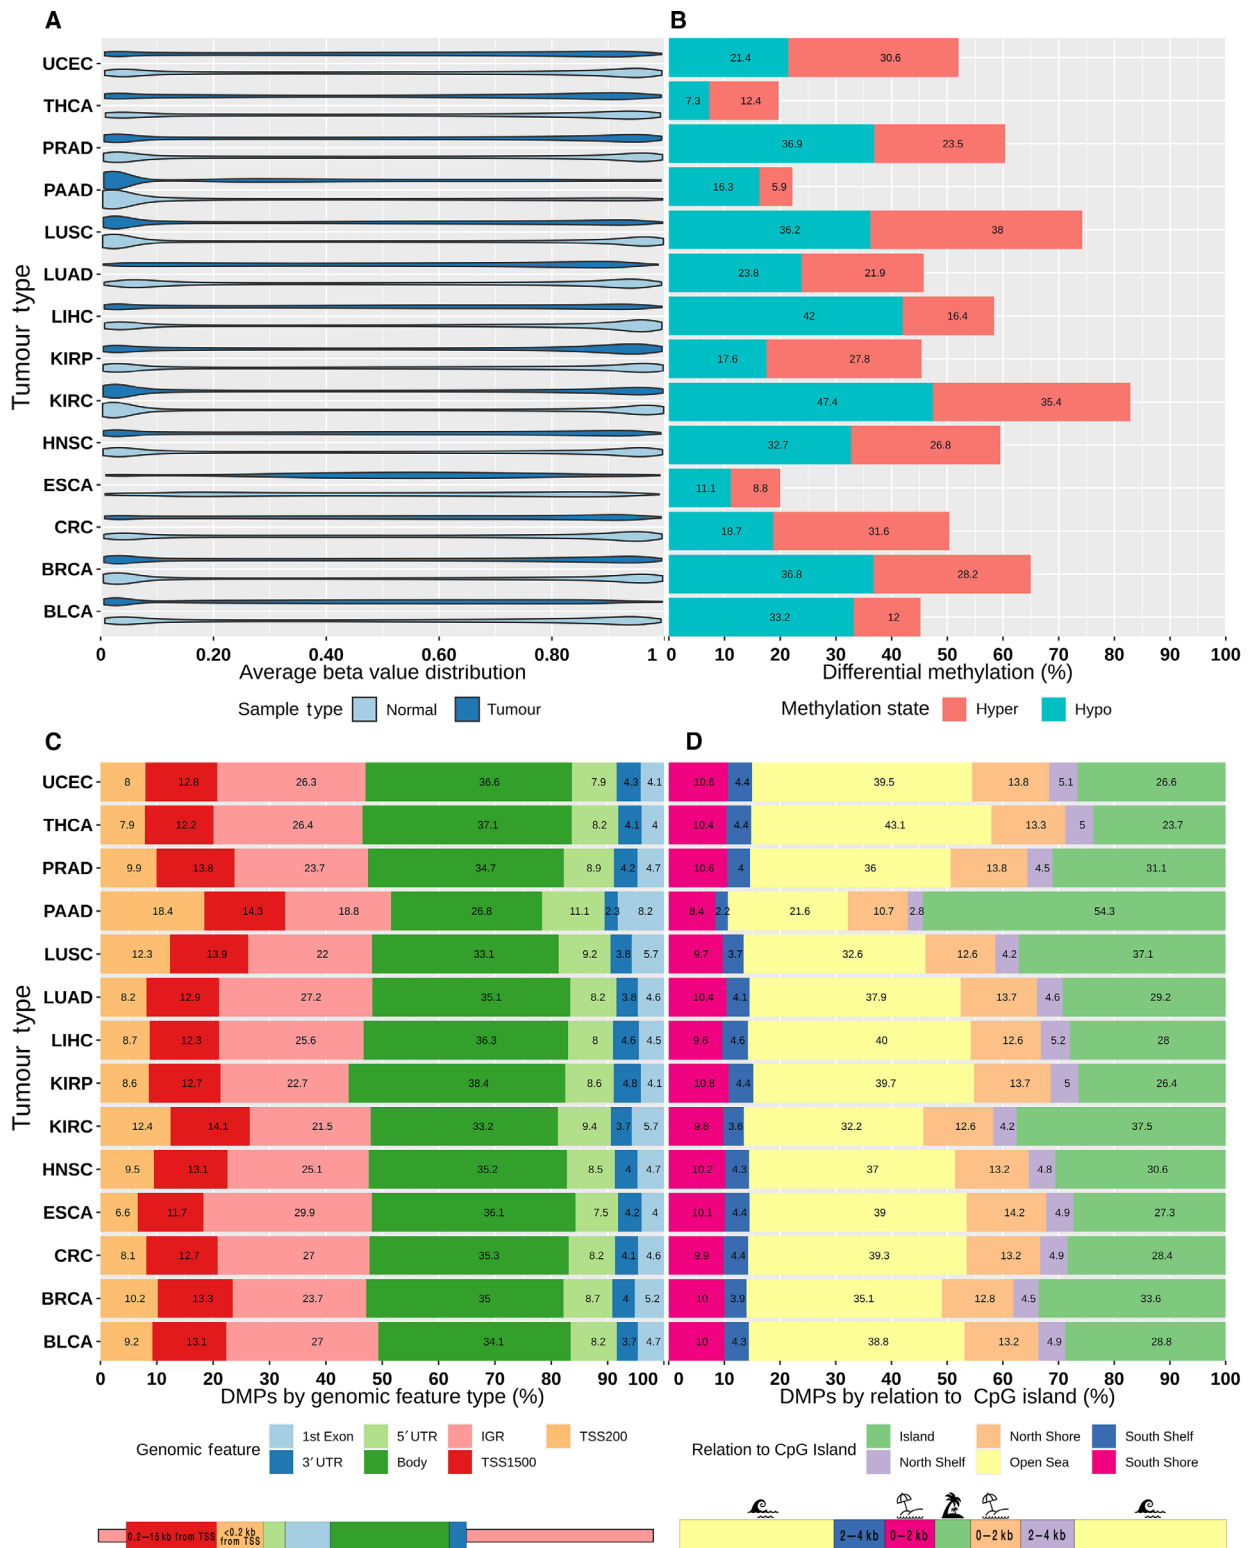 A
B
UCEC 21.4 30.6
THCA 7.3 12.4
PRAD 36.9 23.5
PAAD 16.3 5.9
LUSC 36.2 38
LUAD 23.8 21.9
LIHC 42 16.4
KIRP 17.6 27.8
KIRC 47.4 35.4
HNSC 32.7 26.8
ESCA 11.1 8.8
CRC 18.7 31.6
BRCA 36.8 28.2
BLCA 33.2 12
Tumour type
0 0.20 0.40 0.60 0.80 1
0 10 20 30 40 50 60 70 80 90 100
Average beta value distribution
Differential methylation (%)
Sample type Normal Tumour
Methylation state Hyper Hypo
C
D
UCEC 8 12.8 26.3 36.6 7.9 4.3 4.1 10.6 4.4 39.5 13.8 5.1 26.6
THCA 7.9 12.2 26.4 37.1 8.2 4.1 4 10.4 4.4 43.1 13.3 5 23.7
PRAD 9.9 13.8 23.7 34.7 8.9 4.2 4.7 10.6 4 36 13.8 4.5 31.1
PAAD 18.4 14.3 18.8 26.8 11.1 2.3 8.2 8.4 2.2 21.6 10.7 2.8 54.3
LUSC 12.3 13.9 22 33.1 9.2 3.8 5.7 9.7 3.7 32.6 12.6 4.2 37.1
LUAD 8.2 12.9 27.2 35.1 8.2 3.8 4.6 10.4 4.1 37.9 13.7 4.6 29.2
LIHC 8.7 12.3 25.6 36.3 8 4.6 4.5 9.6 4.6 40 12.6 5.2 28
KIRP 8.6 12.7 22.7 38.4 8.6 4.8 4.1 10.8 4.4 39.7 13.7 5 26.4
KIRC 12.4 14.1 21.5 33.2 9.4 3.7 5.7 9.8 3.6 32.2 12.6 4.2 37.5
HNSC 9.5 13.1 25.1 35.2 8.5 4 4.7 10.2 4.3 37 13.2 4.8 30.6
ESCA 6.6 11.7 29.9 36.1 7.5 4.2 4 10.1 4.4 39 14.2 4.9 27.3
CRC 8.1 12.7 27 35.3 8.2 4.1 4.6 9.9 4.4 39.3 13.2 4.9 28.4
BRCA 10.2 13.3 23.7 35 8.7 4 5.2 10 3.9 35.1 12.8 4.5 33.6
BLCA 9.2 13.1 27 34.1 8.2 3.7 4.7 10 4.3 38.8 13.2 4.9 28.8
Tumour type
0 10 20 30 40 50 60 70 80 90 100
0 10 20 30 40 50 60 70 80 90 100
DMPs by genomic feature type (%)
DMPs by relation to CpG island (%)
Genomic feature
1st Exon 5′ UTR IGR TSS200
3′ UTR Body TSS1500
Relation to CpG Island
Island North Shore South Shelf
North Shelf Open Sea South Shore
0.2–15 kb from TSS
<0.2 kb
from TSS
2–4 kb 0–2 kb 0–2 kb 2–4 kb